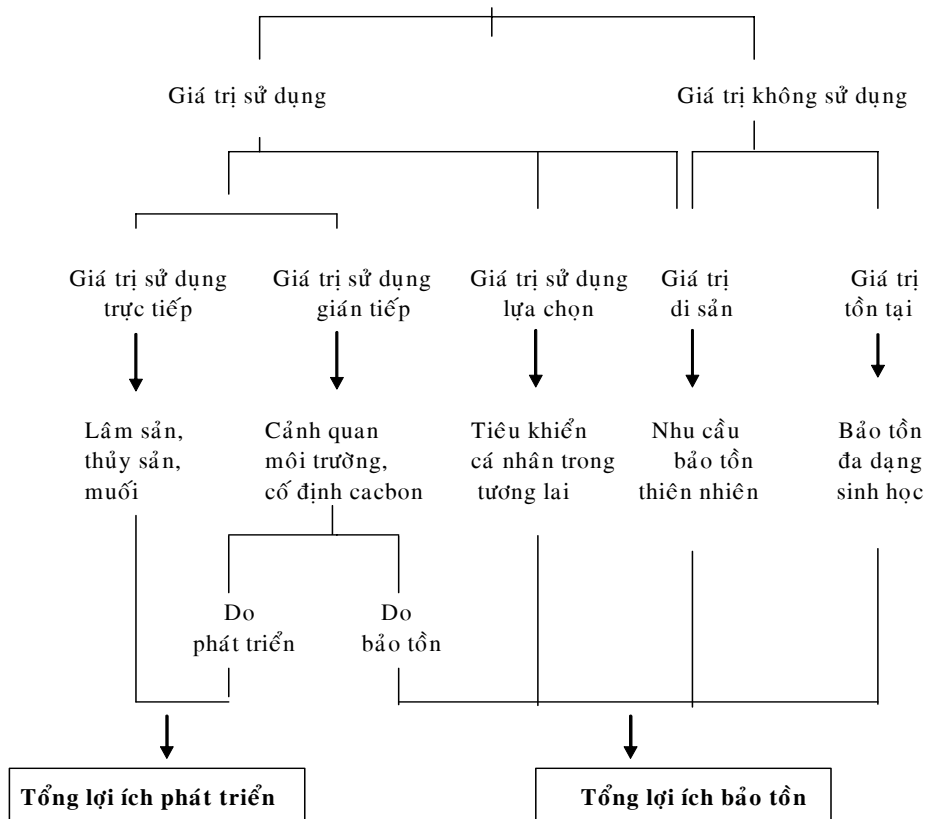 Giá trị sử dụng
Giá trị không sử dụng
Giá trị sử dụng
trực tiếp
Giá trị sử dụng
gián tiếp
Giá trị sử dụng
lựa chọn
Giá trị
di sản
Giá trị
tồn tại
Lâm sản,
thủy sản,
muối
Cảnh quan
môi trường,
cố định cacbon
Tiêu khiển
cá nhân trong
tương lai
Nhu cầu
bảo tồn
thiên nhiên
Bảo tồn
đa dạng
sinh học
Do
phát triển
Do
bảo tồn
Tổng lợi ích phát triển
Tổng lợi ích bảo tồn